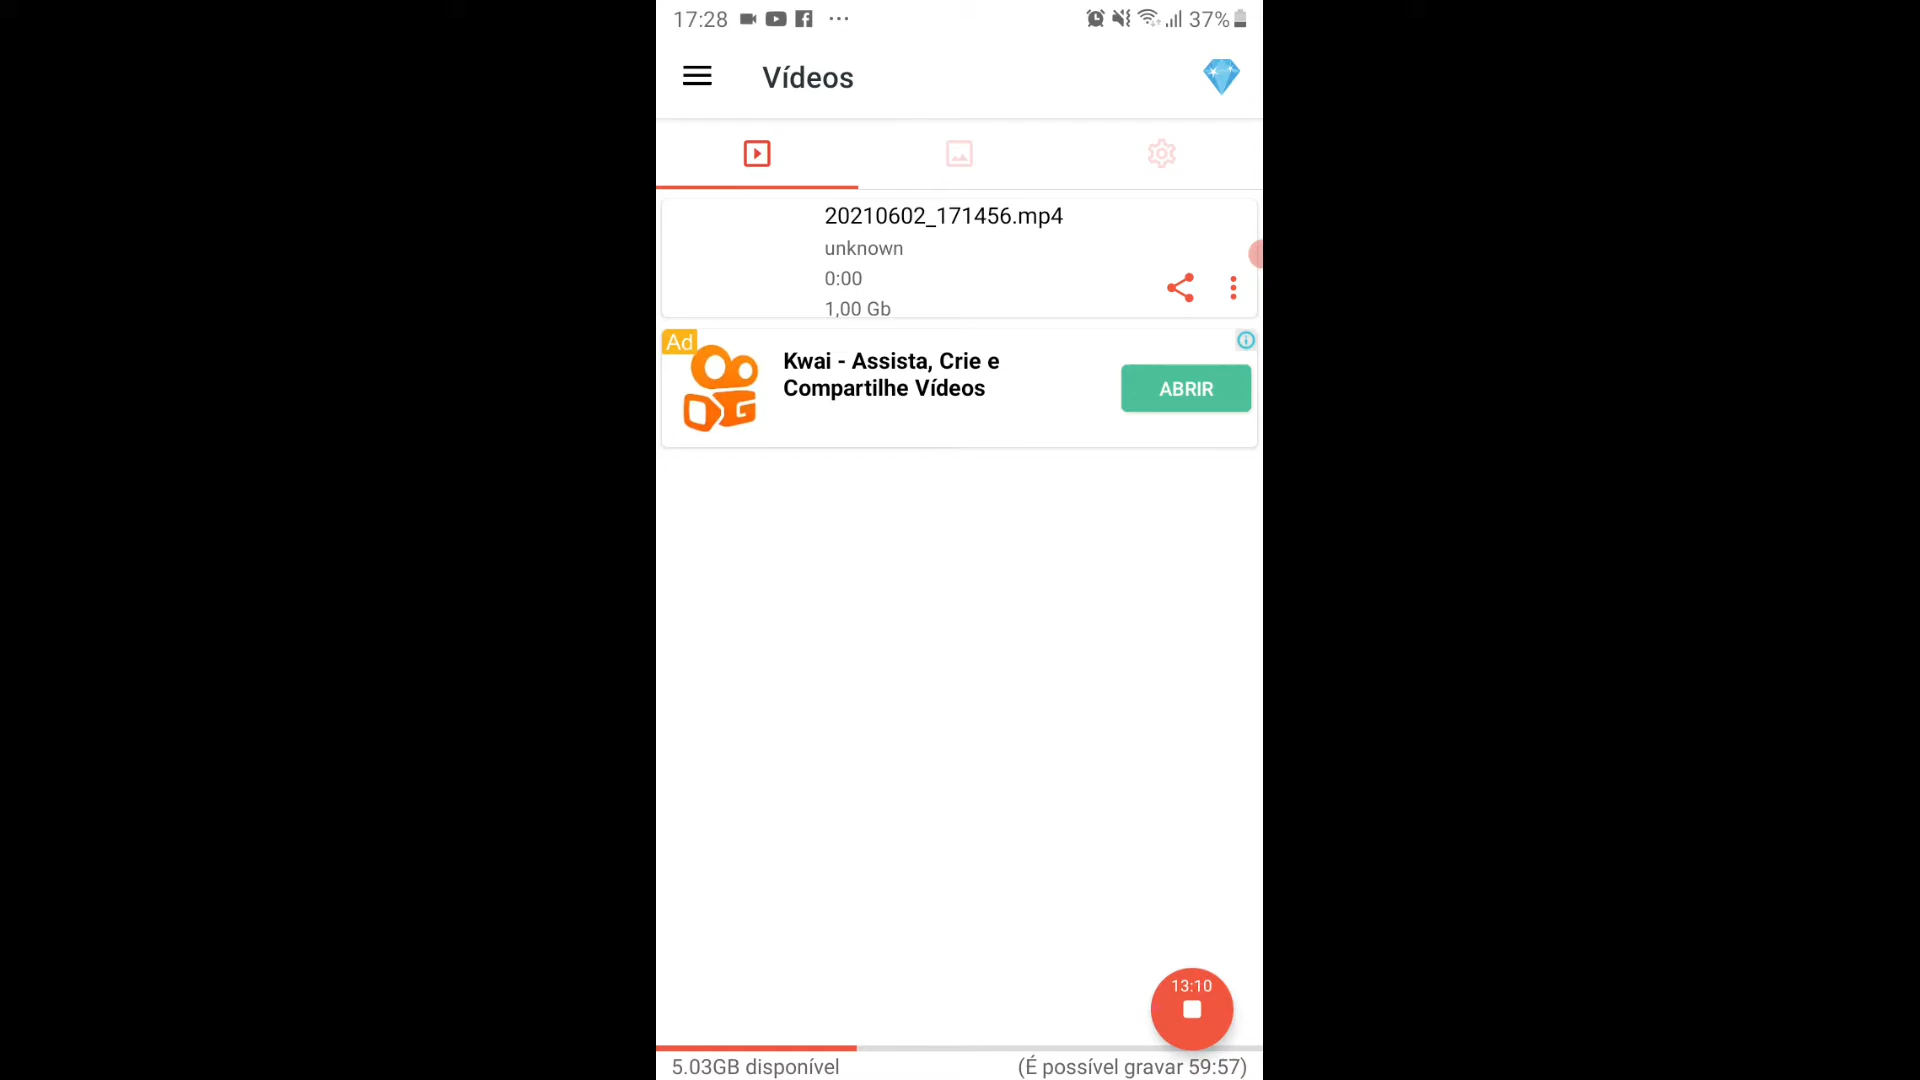 17:28
37%
Vídeos
20210602_171456.mp4
unknown
0:00
1,00 Gb
Ad
Kwai - Assista, Crie e
Compartilhe Vídeos
ABRIR
13:10
5.03GB disponível
(É possível gravar 59:57)